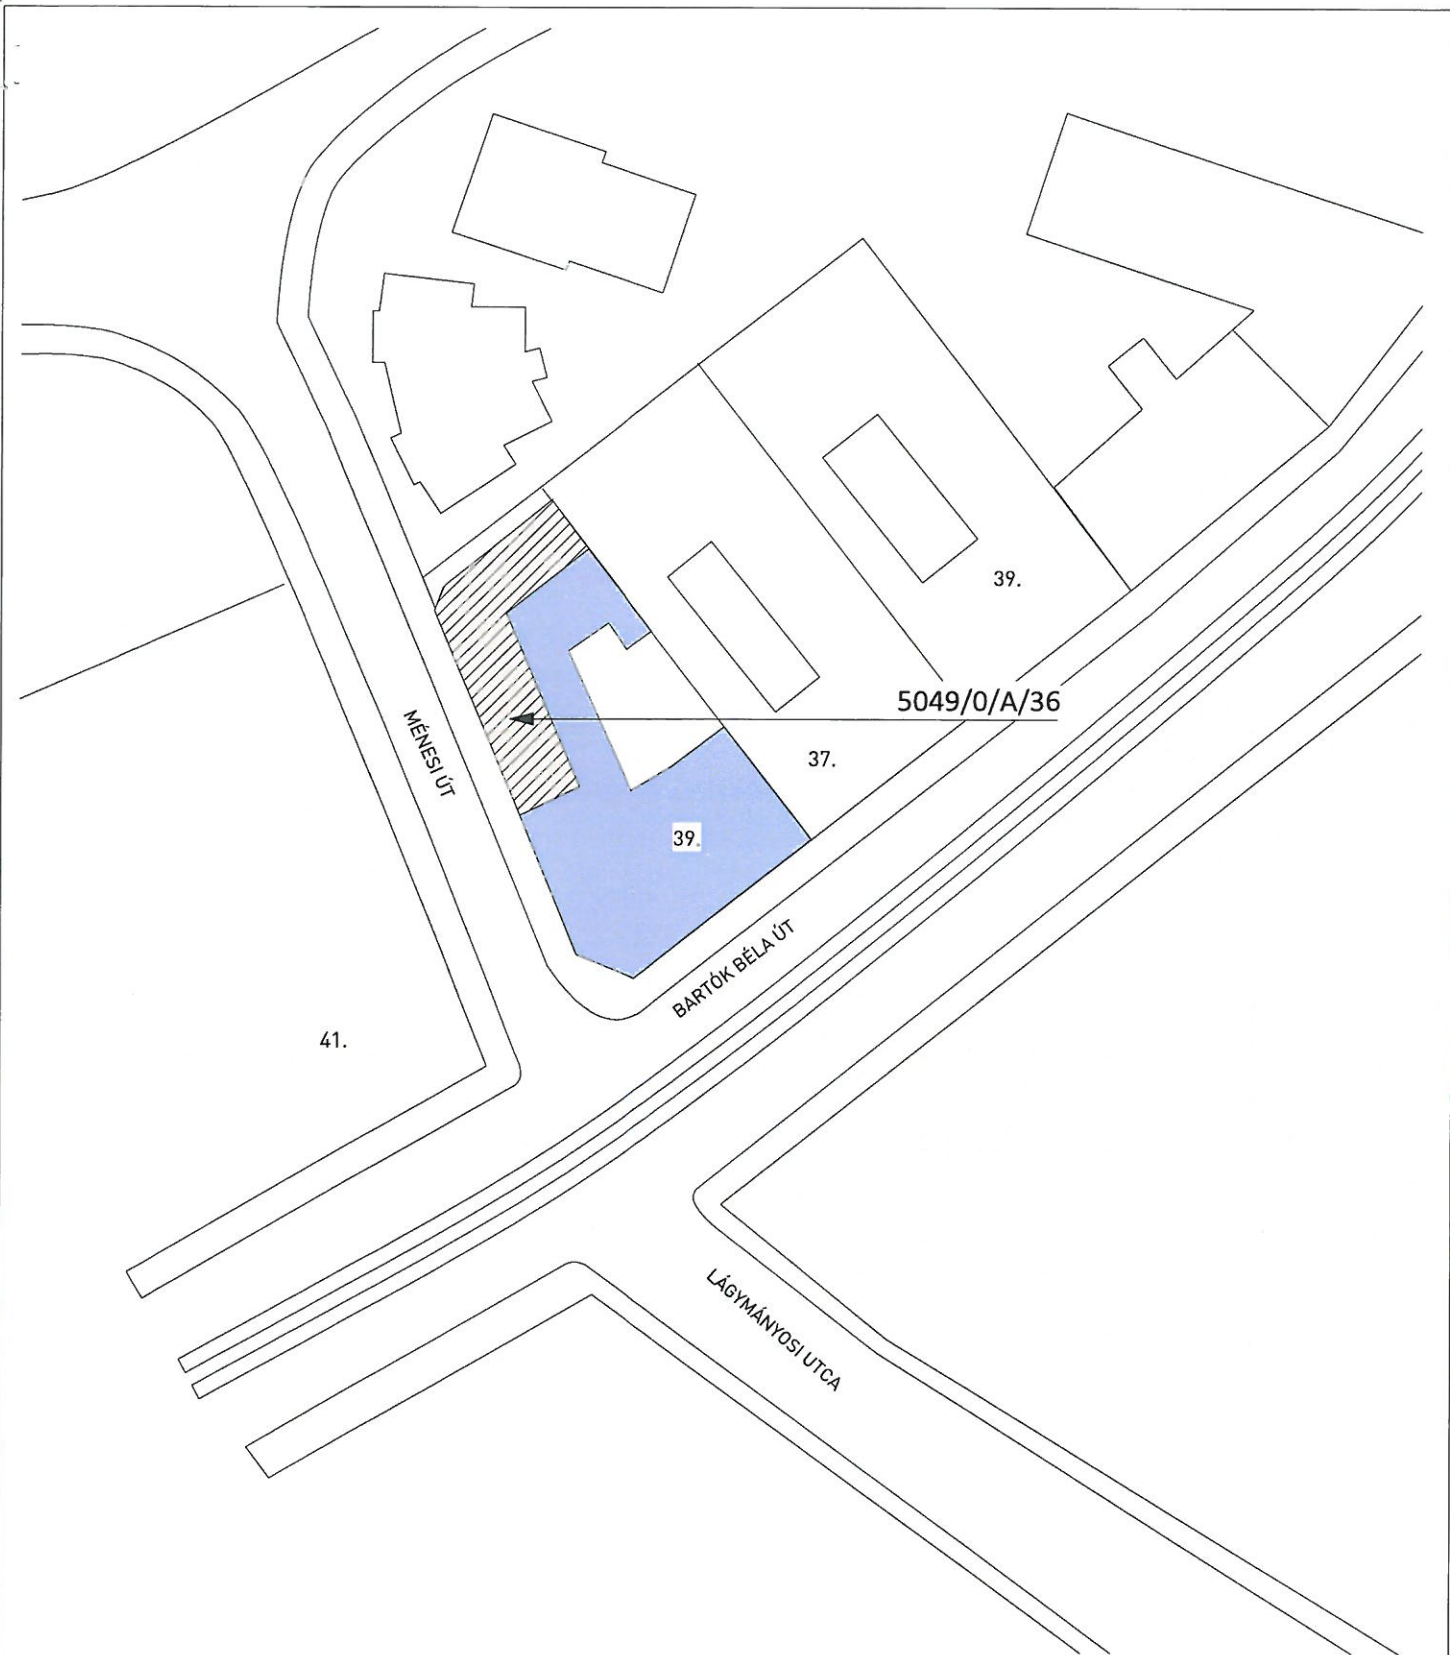 39.
5049/0/A/36
MÉNESI ÚT
37.
39.
BARTÓK BÉLA ÚT
41.
LÁGYMÁNYOSI UTCA